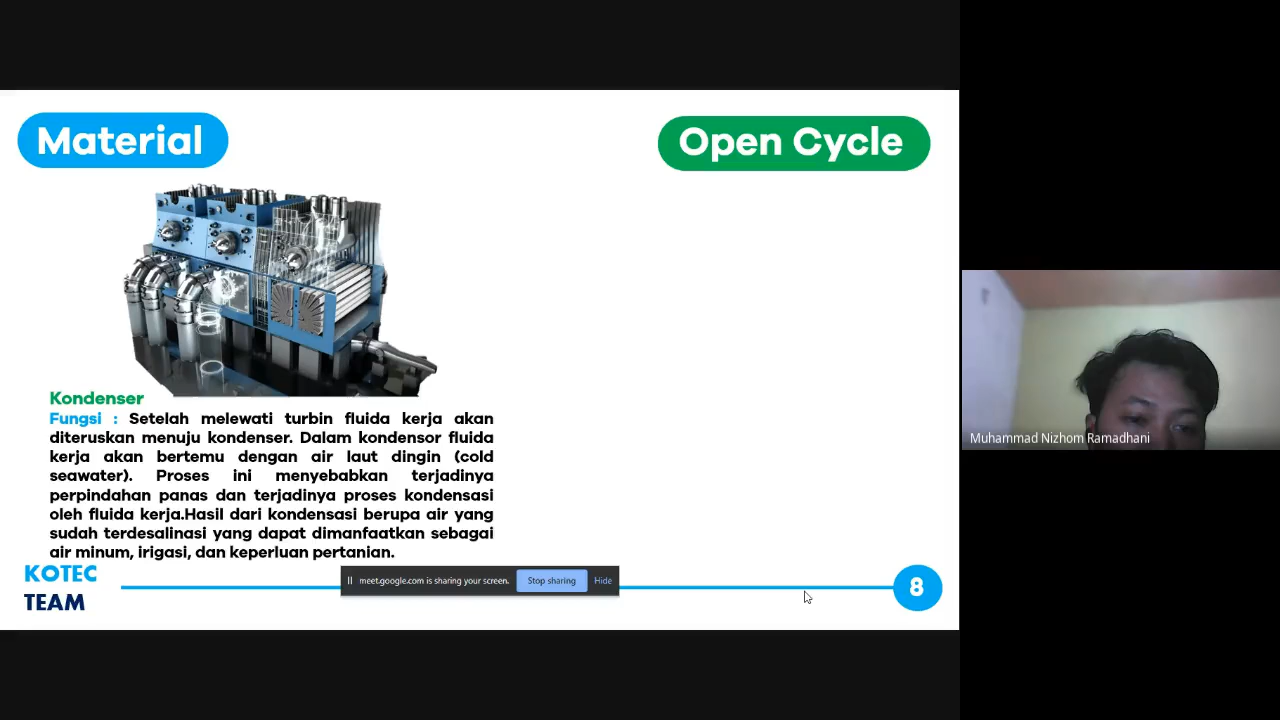 Material
Open Cycle
Kondenser
Fungsi : Setelah melewati turbin fluida kerja akan
diteruskan menuju kondenser. Dalam kondensor fluida
kerja akan bertemu dengan air laut dingin (cold
seawater). Proses ini menyebabkan terjadinya
perpindahan panas dan terjadinya proses kondensasi
oleh fluida kerja.Hasil dari kondensasi berupa air yang
sudah terdesalinasi yang dapat dimanfaatkan sebagai
air minum, irigasi, dan keperluan pertanian.
KOTEC
TEAM
meet.google.com is sharing your screen.
Stop sharing
Hide
8
Muhammad Nizhom Ramadhani